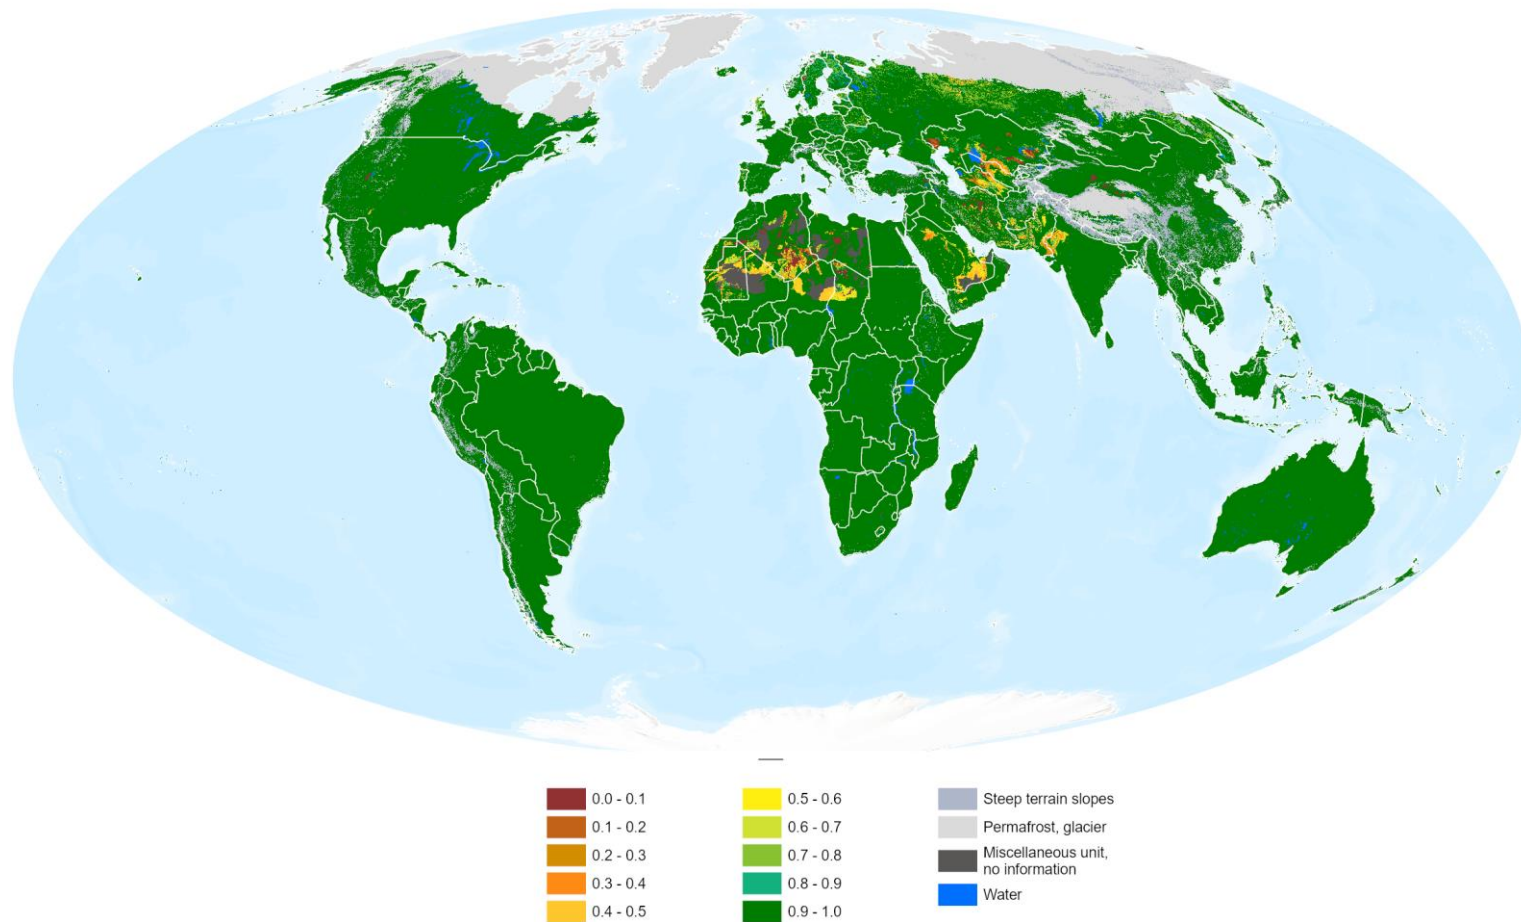 0.0 - 0.1
0.1 - 0.2
0.2 - 0.3
0.3 - 0.4
0.4 - 0.5
0.5 - 0.6
0.6 - 0.7
0.7 - 0.8
0.8 - 0.9
0.9 - 1.0
Steep terrain slopes
Permafrost, glacier
Miscellaneous unit,
no information
Water